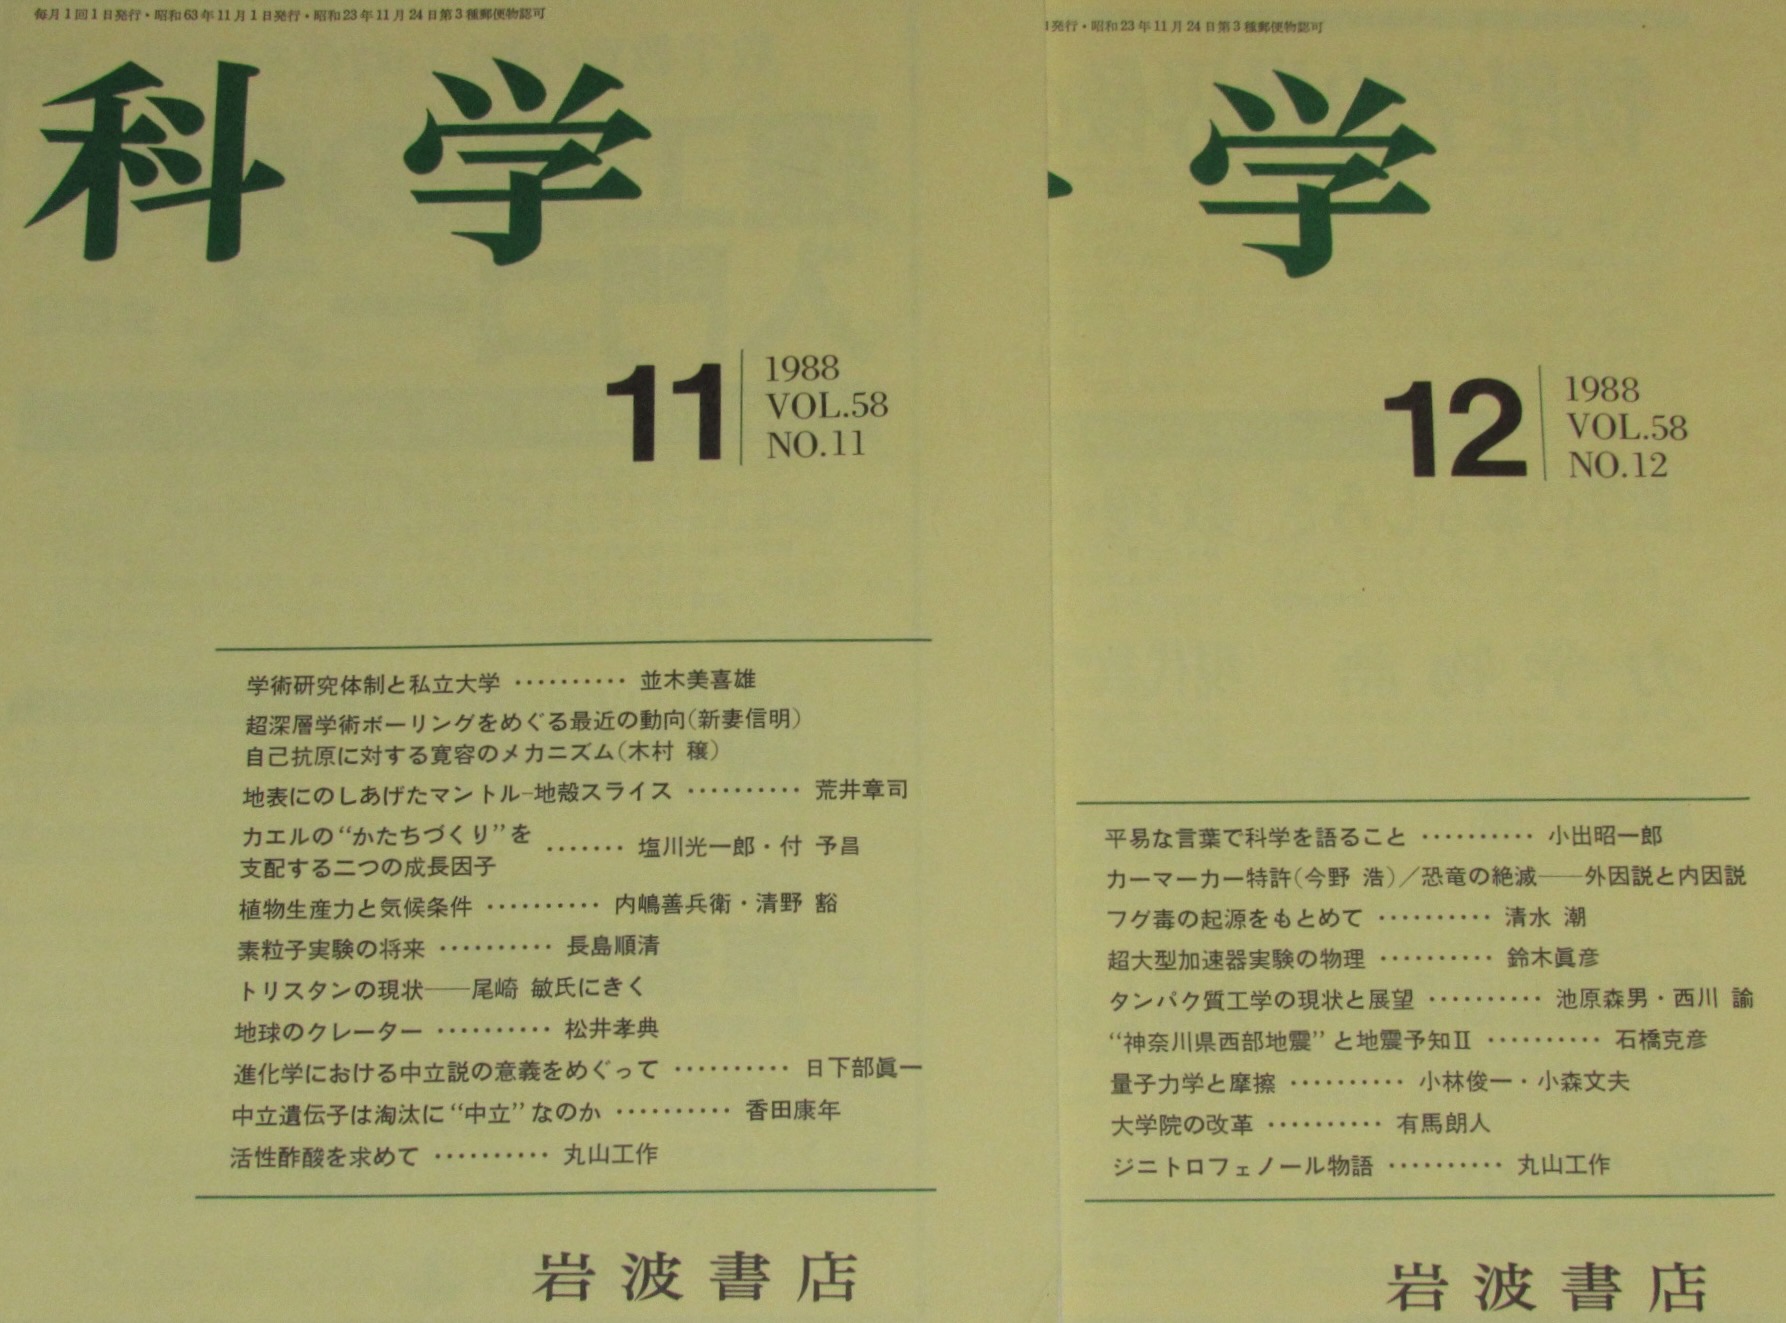 毎月1回1日発行・昭和63年11月1日発行・昭和23年11月24日第3種郵便物認可
科学
11
1988
VOL.58
NO.11
学術研究体制と私立大学 ·········· 並木美喜雄
超深層学術ボーリングをめぐる最近の動向(新妻信明)
自己抗原に対する寛容のメカニズム(木村 穣)
地表にのしあげたマントル-地殻スライス ·········· 荒井章司
カエルの“かたちづくり”を
支配する二つの成長因子 ······· 塩川光一郎・付 予昌
植物生産力と気候条件 ·········· 内嶋善兵衛・清野 豁
素粒子実験の将来 ·········· 長島順清
トリスタンの現状——尾崎 敏氏にきく
地球のクレーター ·········· 松井孝典
進化学における中立説の意義をめぐって ·········· 日下部眞一
中立遺伝子は淘汰に“中立”なのか ·········· 香田康年
活性酢酸を求めて ·········· 丸山工作
岩波書店
発行・昭和23年11月24日第3種郵便物認可
学
12
1988
VOL.58
NO.12
平易な言葉で科学を語ること ·········· 小出昭一郎
カーマーカー特許(今野 浩)／恐竜の絶滅——外因説と内因説
フグ毒の起源をもとめて ·········· 清水 潮
超大型加速器実験の物理 ·········· 鈴木眞彦
タンパク質工学の現状と展望 ·········· 池原森男・西川 諭
“神奈川県西部地震”と地震予知Ⅱ ·········· 石橋克彦
量子力学と摩擦 ·········· 小林俊一・小森文夫
大学院の改革 ·········· 有馬朗人
ジニトロフェノール物語 ·········· 丸山工作
岩波書店